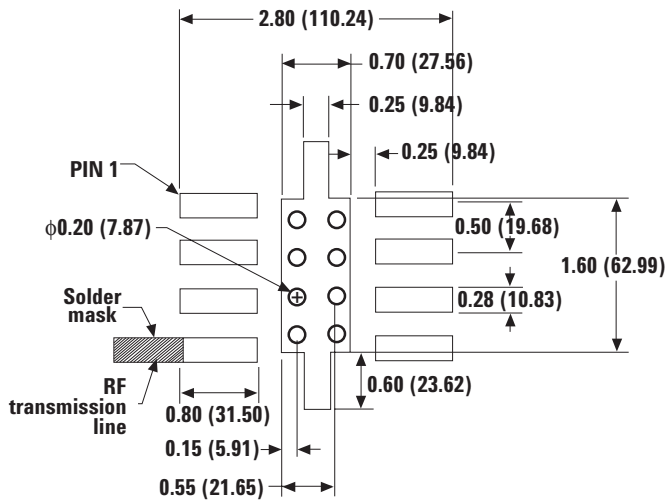 2.80 (110.24)
0.70 (27.56)
0.25 (9.84)
0.25 (9.84)
PIN 1
0.50 (19.68)
ϕ0.20 (7.87)
1.60 (62.99)
0.28 (10.83)
Solder
mask
RF
transmission
line
0.60 (23.62)
0.80 (31.50)
0.15 (5.91)
0.55 (21.65)